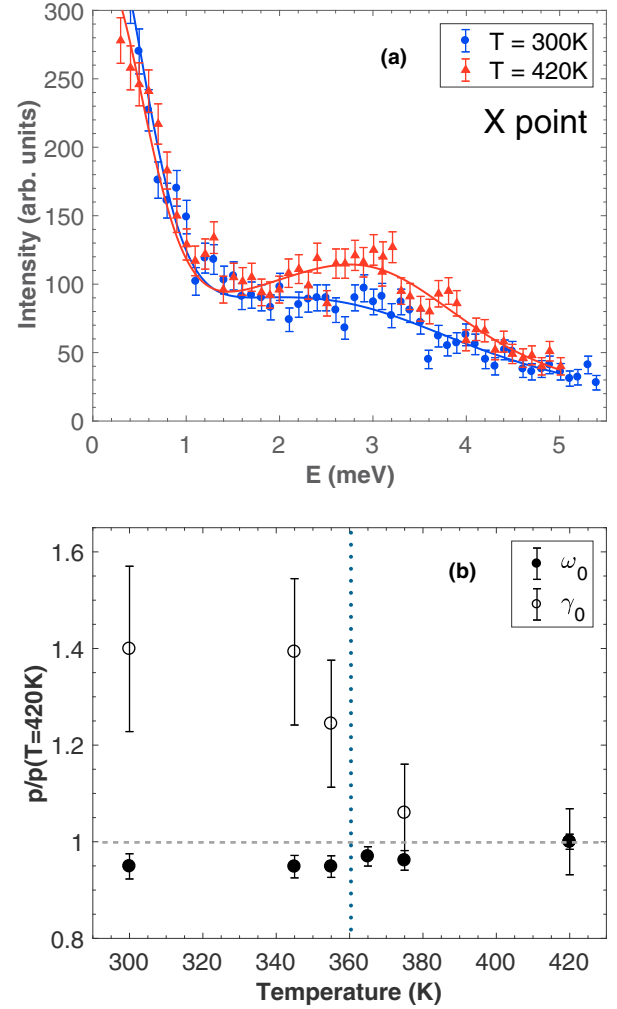 300
250
200
150
100
50
0
Intensity (arb. units)
(a)
T = 300K
T = 420K
X point
0 1 2 3 4 5
E (meV)
1.6
1.4
1.2
1
0.8
p/p(T=420K)
(b)
ω₀
γ₀
300 320 340 360 380 400 420
Temperature (K)